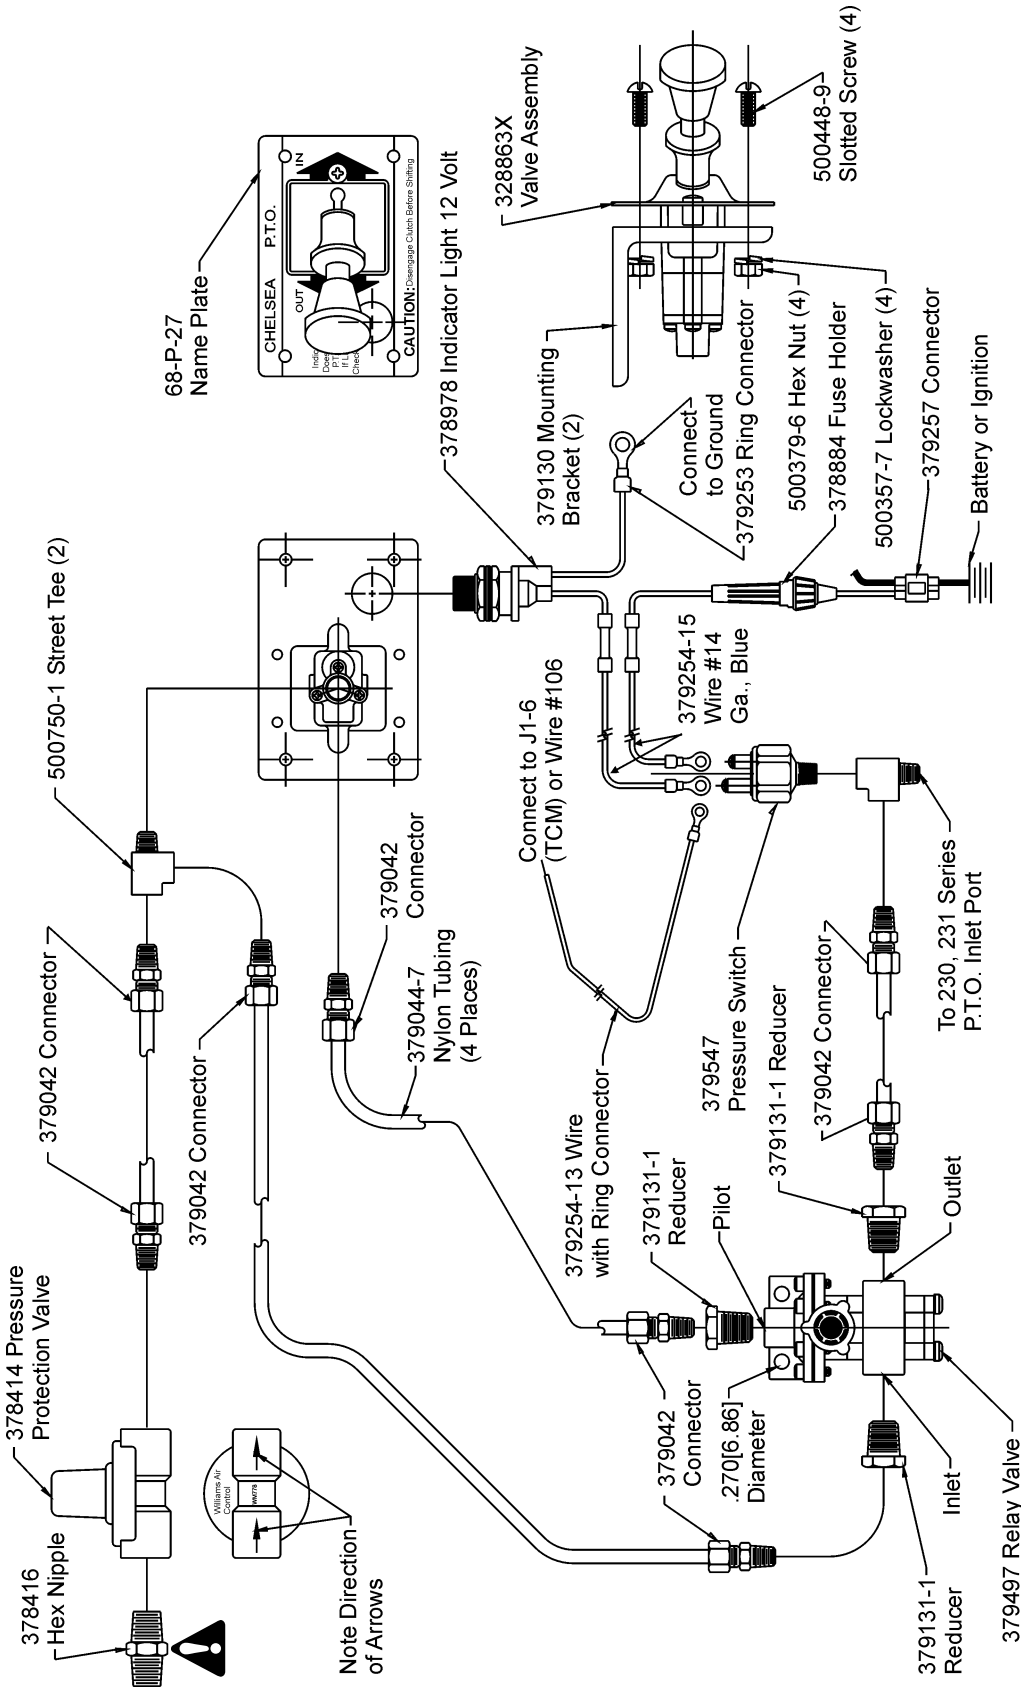 68-P-27
Name Plate
CHELSEA P.T.O.
OUT
IN
Indic
Does
P.T
If L
Check
CAUTION: Disengage Clutch Before Shifting
328863X
Valve Assembly
500448-9
Slotted Screw (4)
378978 Indicator Light 12 Volt
379130 Mounting
Bracket (2)
Connect
to Ground
379253 Ring Connector
500379-6 Hex Nut (4)
378884 Fuse Holder
500357-7 Lockwasher (4)
379257 Connector
Battery or Ignition
500750-1 Street Tee (2)
379254-15
Wire #14
Ga., Blue
Connect to J1-6
(TCM) or Wire #106
379042
Connector
379042 Connector
379042 Connector
379044-7
Nylon Tubing
(4 Places)
379547
Pressure Switch
To 230, 231 Series
P.T.O. Inlet Port
379131-1 Reducer
379042 Connector
379254-13 Wire
with Ring Connector
379131-1
Reducer
Pilot
Outlet
378414 Pressure
Protection Valve
378416
Hex Nipple
Williams Air
Control
WM778
Note Direction
of Arrows
379042
Connector
.270[6.86]
Diameter
Inlet
379131-1
Reducer
379497 Relay Valve